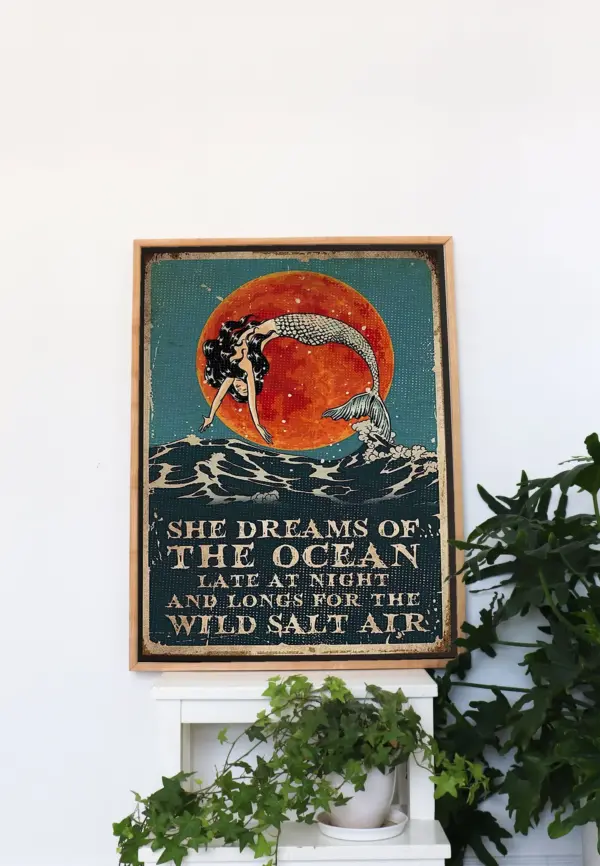 SHE DREAMS OF
THE OCEAN
LATE AT NIGHT
AND LONGS FOR THE
WILD SALT AIR